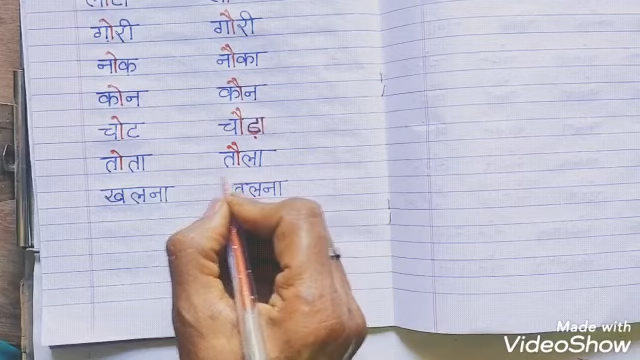 गोरी गौरी
नोक नौका
कोन कौन
चोट चौड़ा
तोता तौला
खलना
Made with
VideoShow